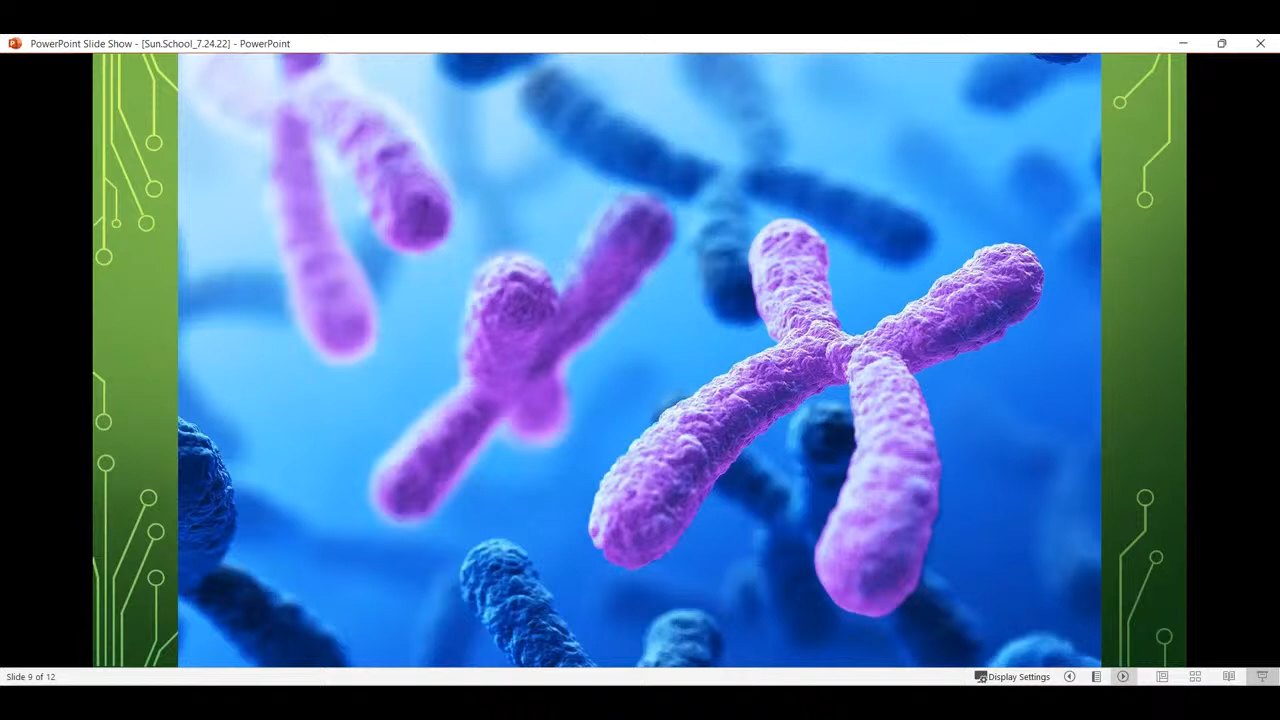 PowerPoint Slide Show - [Sun.School_7.24.22] - PowerPoint
Slide 9 of 12
Display Settings